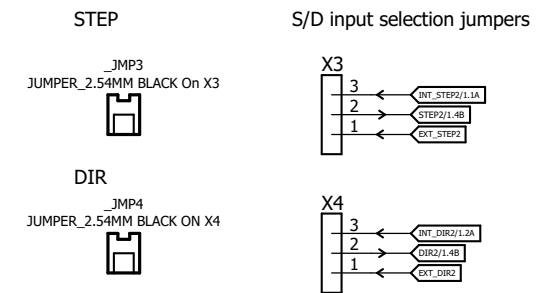 STEP
S/D input selection jumpers
_JMP3
JUMPER_2.54MM BLACK On X3
X3
3
INT_STEP2/1.1A
2
STEP2/1.4B
1
EXT_STEP2
DIR
_JMP4
JUMPER_2.54MM BLACK ON X4
X4
3
INT_DIR2/1.2A
2
DIR2/1.4B
1
EXT_DIR2